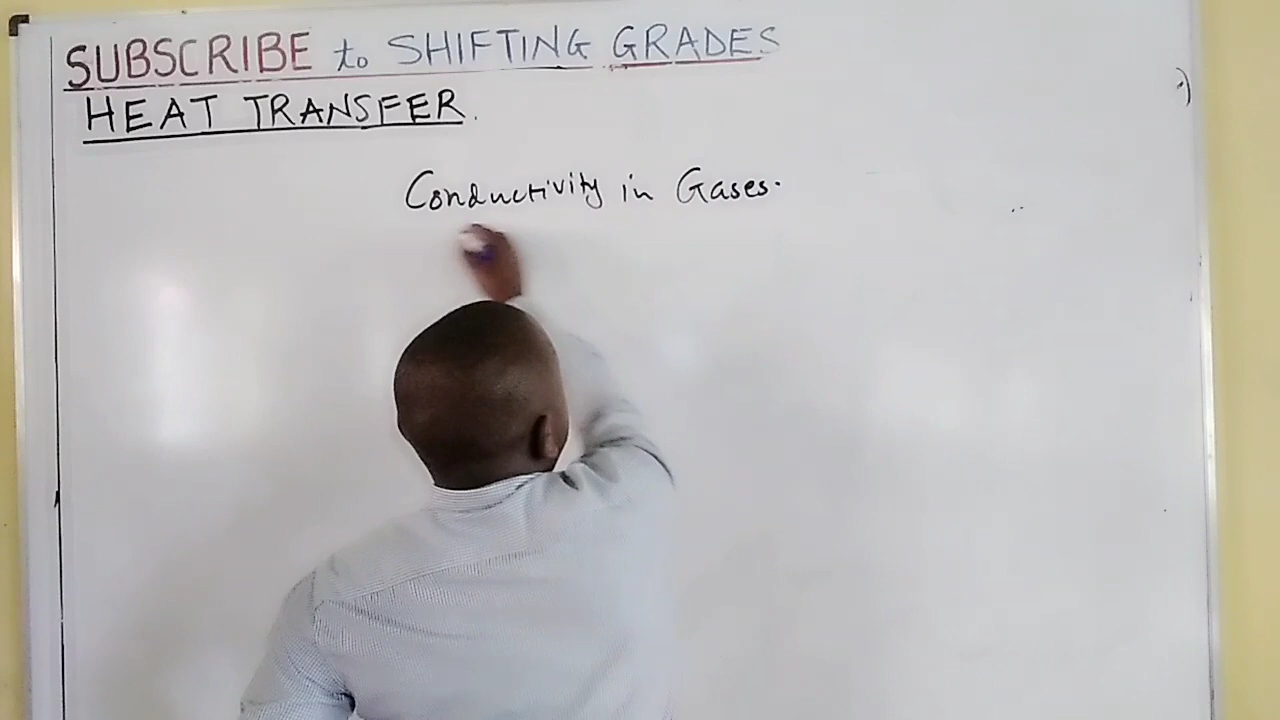 SUBSCRIBE to SHIFTING GRADES
HEAT TRANSFER.
Conductivity in Gases.